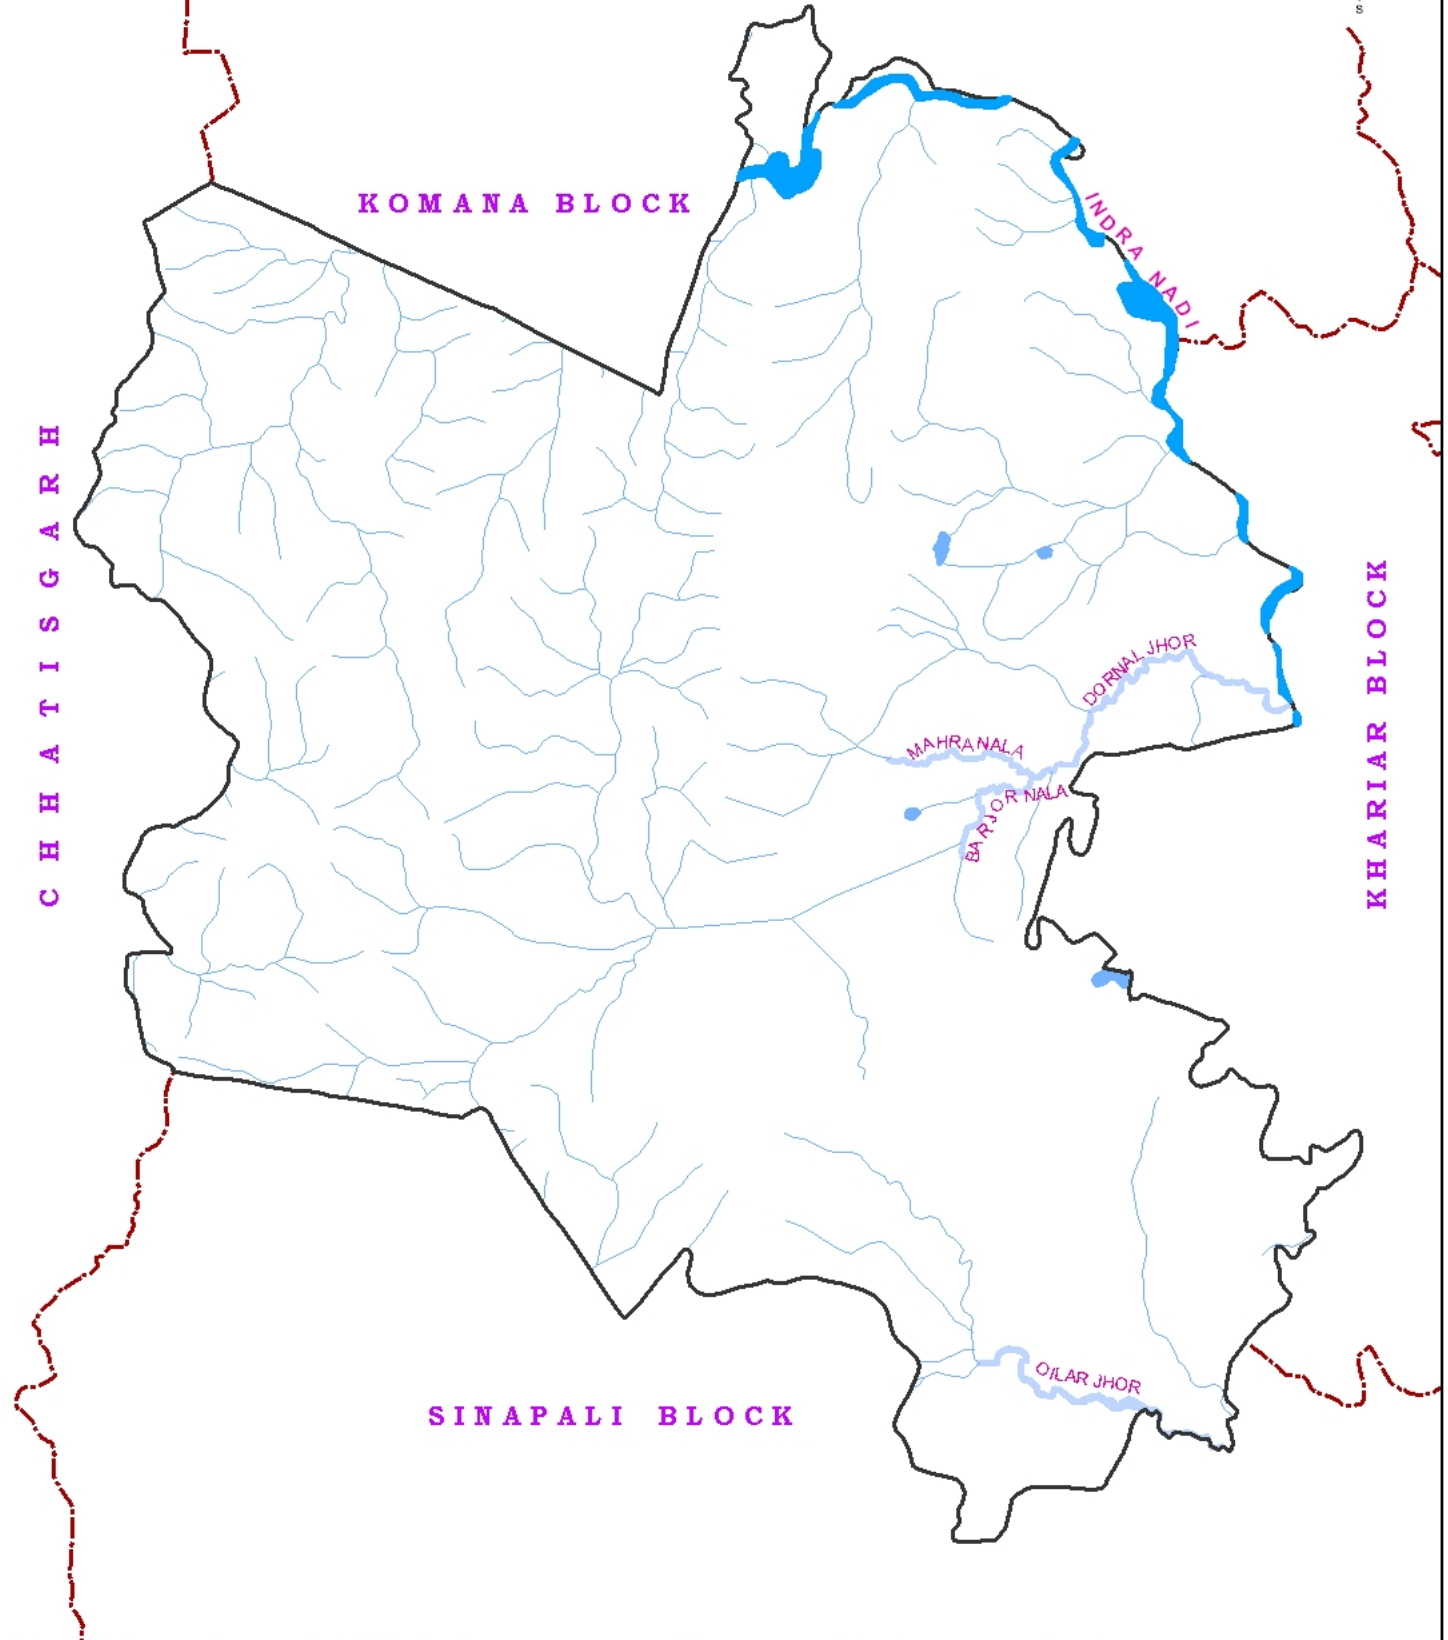 S
KOMANA BLOCK
INDRA NADI
CHHATISGARH
KHARIAR BLOCK
DORNAL JHOR
MAHRA NALA
BARJOR NALA
OILAR JHOR
SINAPALI BLOCK